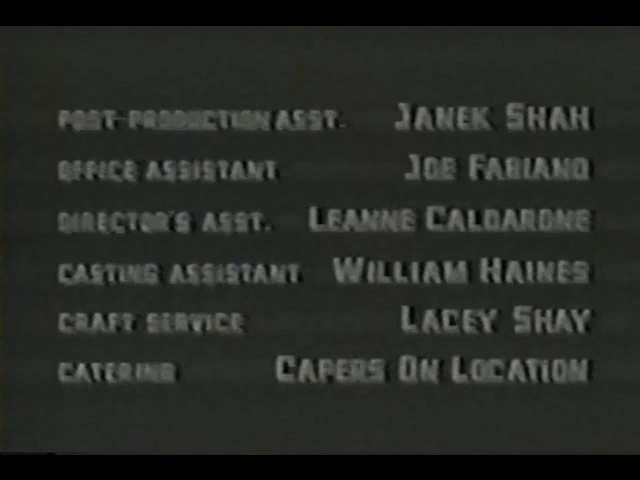 POST-PRODUCTION ASST. JANEK SHAH
OFFICE ASSISTANT JOE FABIANO
DIRECTOR'S ASST. LEANNE CALDARONE
CASTING ASSISTANT WILLIAM HAINES
CRAFT SERVICE LACEY SHAY
CATERING CAPERS ON LOCATION